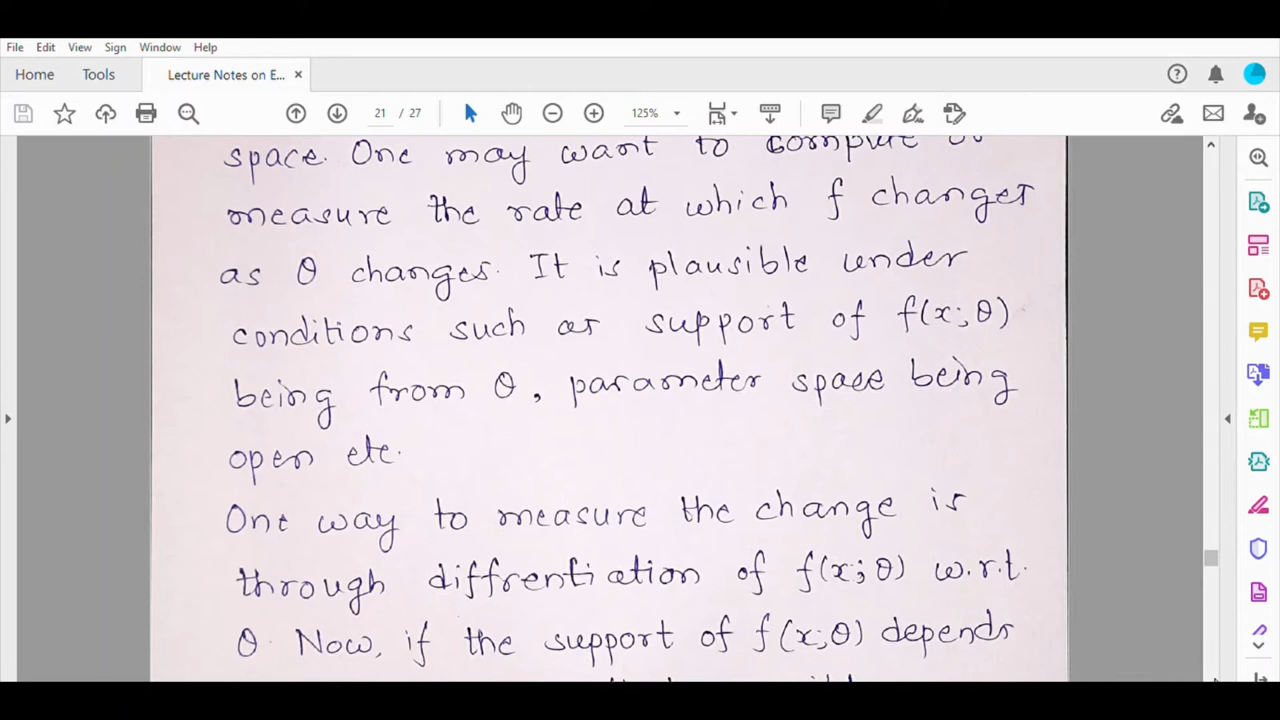 File Edit View Sign Window Help
Home Tools Lecture Notes on E... ×
21 / 27 125%
space. One may want to
measure the rate at which f changes
as θ changes. It is plausible under
conditions such as support of f(x;θ)
being from θ, parameter space being
open etc.
One way to measure the change is
through diffrentiation of f(x;θ) w.r.t.
θ. Now, if the support of f(x;θ) depends